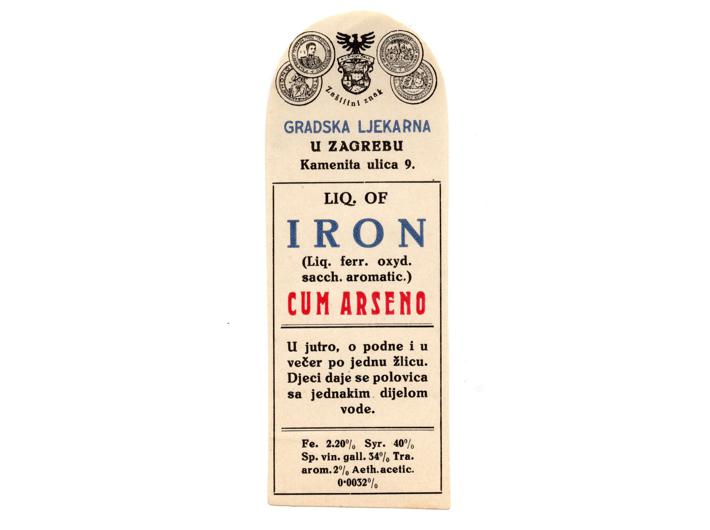 Zaštitni znak
GRADSKA LJEKARNA
U ZAGREBU
Kamenita ulica 9.
LIQ. OF
IRON
(Liq. ferr. oxyd.
sacch. aromatic.)
CUM ARSENO
U jutro, o podne i u
večer po jednu žlicu.
Djeci daje se polovica
sa jednakim dijelom
vode.
Fe. 2.20% Syr. 40%
Sp. vin. gall. 34% Tra.
arom. 2% Aeth. acetic.
0·0032%